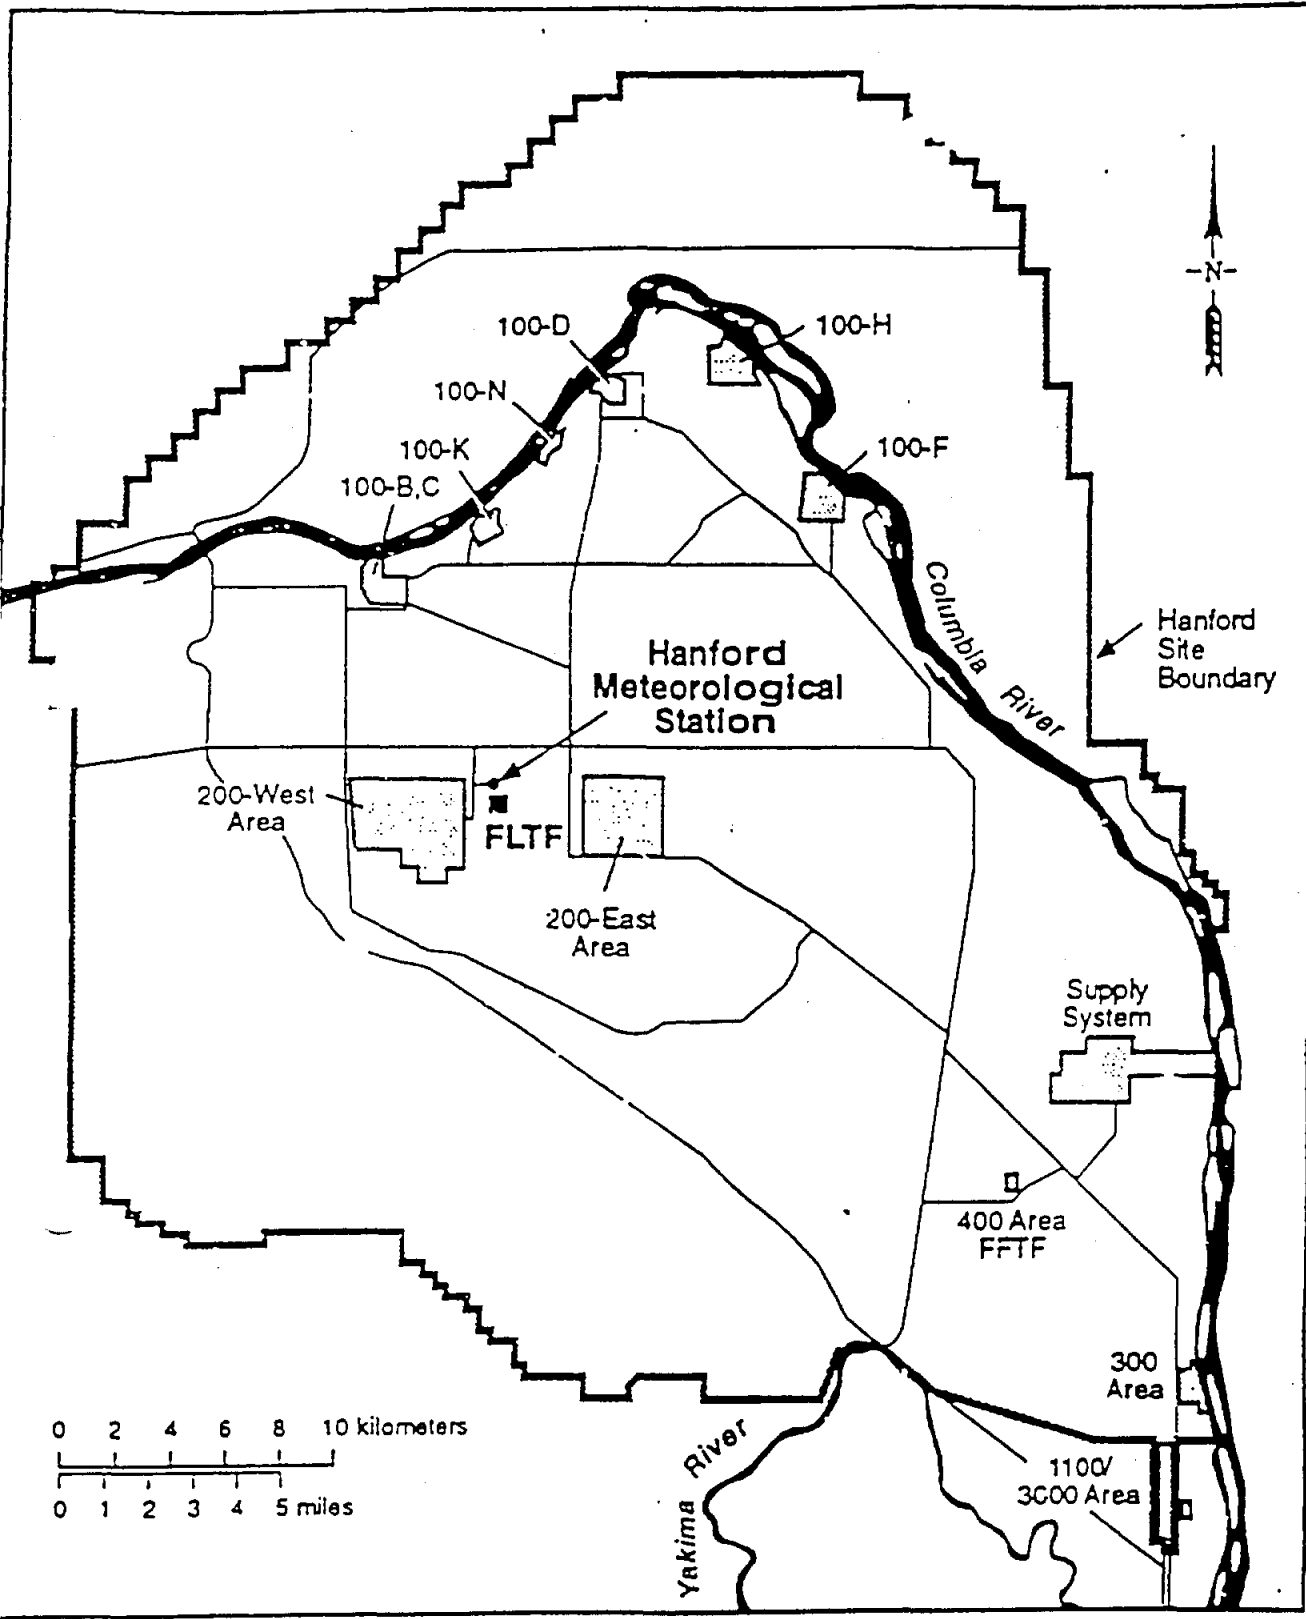 -N-
100-D
100-H
100-N
100-K
100-F
100-B,C
Columbia River
Hanford
Site
Boundary
Hanford
Meteorological
Station
200-West
Area
FLTF
200-East
Area
Supply
System
400 Area
FFTF
300
Area
0 2 4 6 8 10 kilometers
0 1 2 3 4 5 miles
Yakima River
1100/
3000 Area